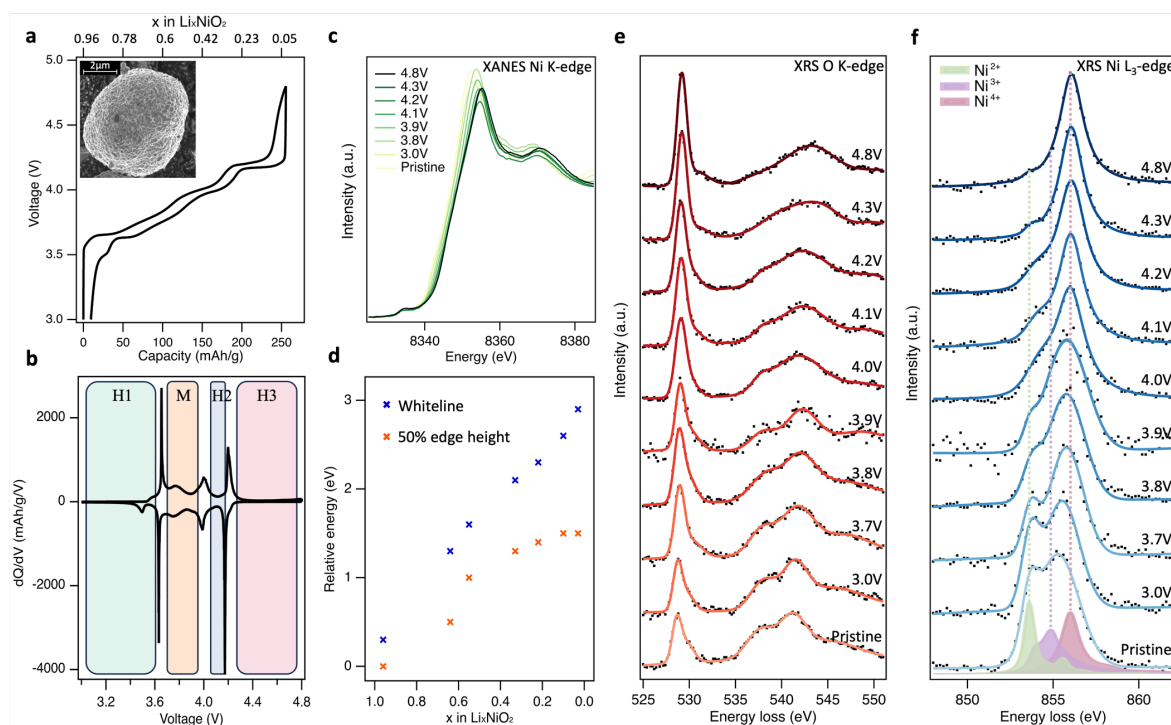 a
x in LixNiO2
0.96 0.78 0.6 0.42 0.23 0.05
2µm
5.0
4.5
4.0
3.5
3.0
Voltage (V)
0 50 100 150 200 250
Capacity (mAh/g)
b
H1 M H2 H3
2000
0
-2000
-4000
dQ/dV (mAh/g/V)
3.2 3.6 4.0 4.4 4.8
Voltage (V)
c
XANES Ni K-edge
4.8V
4.3V
4.2V
4.1V
3.9V
3.8V
3.0V
Pristine
Intensity (a.u.)
8340 8360 8380
Energy (eV)
d
Whiteline
50% edge height
3
2
1
0
Relative energy (eV)
1.0 0.8 0.6 0.4 0.2 0.0
x in LixNiO2
e
XRS O K-edge
4.8V
4.3V
4.2V
4.1V
4.0V
3.9V
3.8V
3.7V
3.0V
Pristine
Intensity (a.u.)
525 530 535 540 545 550
Energy loss (eV)
f
XRS Ni L3-edge
Ni2+
Ni3+
Ni4+
4.8V
4.3V
4.2V
4.1V
4.0V
3.9V
3.8V
3.7V
3.0V
Pristine
Intensity (a.u.)
850 855 860
Energy loss (eV)